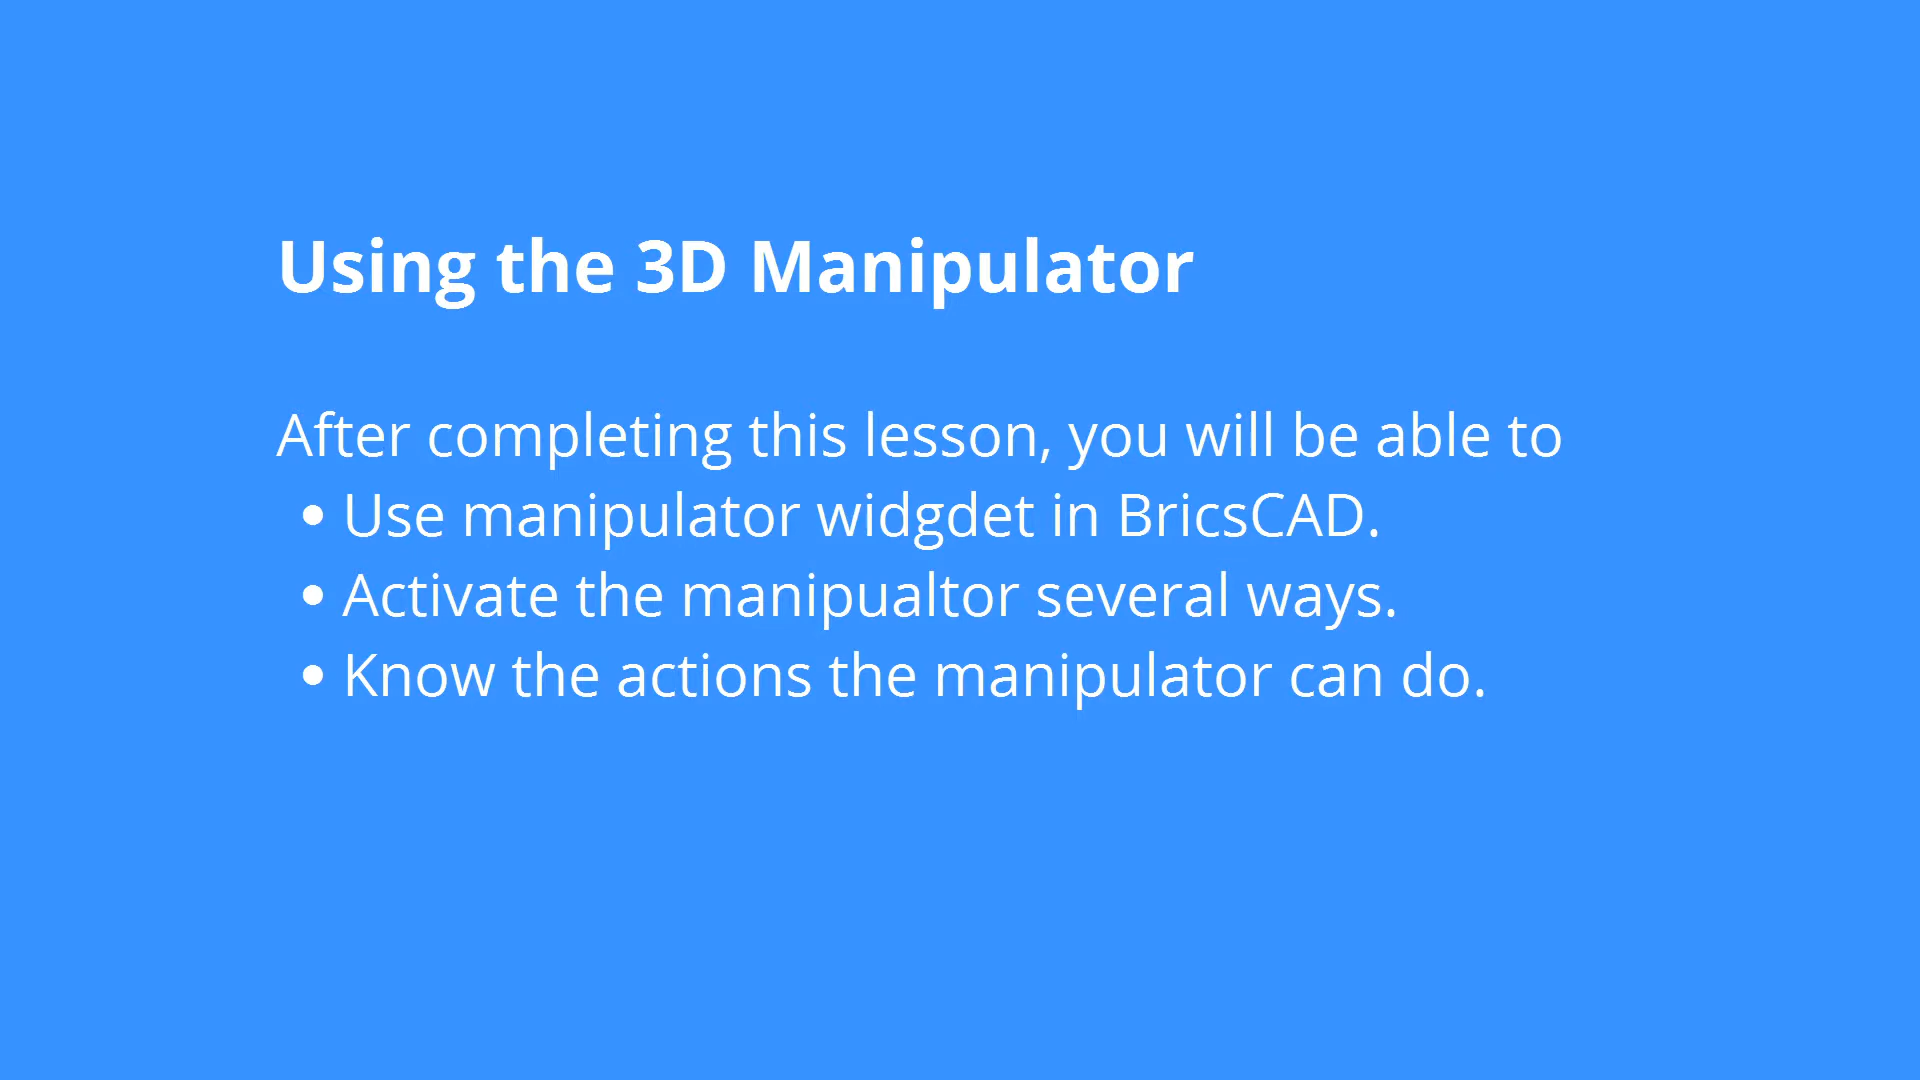 Using the 3D Manipulator
After completing this lesson, you will be able to
• Use manipulator widgdet in BricsCAD.
• Activate the manipualtor several ways.
• Know the actions the manipulator can do.